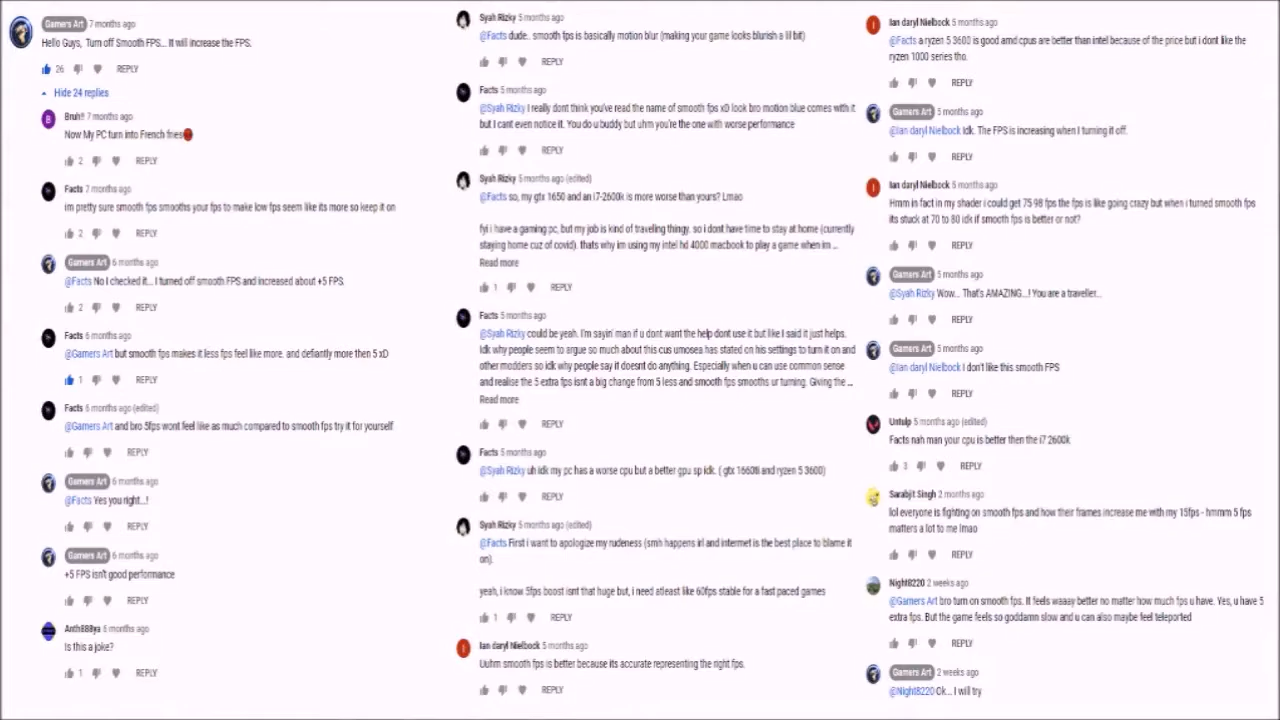 Gamers Art 7 months ago
Hello Guys, Turn off Smooth FPS... It will increase the FPS.
26 REPLY
Hide 24 replies
B
Bruh!! 7 months ago
Now My PC turn into French fries
2 REPLY
Facts 7 months ago
im pretty sure smooth fps smooths your fps to make low fps seem like its more so keep it on
2 REPLY
Gamers Art 6 months ago
@Facts No I checked it... I turned off smooth FPS and increased about +5 FPS.
2 REPLY
Facts 6 months ago
@Gamers Art but smooth fps makes it less fps feel like more. and defiantly more then 5 xD
1 REPLY
Facts 6 months ago (edited)
@Gamers Art and bro 5fps wont feel like as much compared to smooth fps try it for yourself
REPLY
Gamers Art 6 months ago
@Facts Yes you right...!
REPLY
Gamers Art 6 months ago
+5 FPS isn't good performance
REPLY
Anth888ya 6 months ago
Is this a joke?
1 REPLY
Syah Rizky 5 months ago
@Facts dude.. smooth fps is basically motion blur (making your game looks blurish a lil bit)
REPLY
Facts 5 months ago
@Syah Rizky I really dont think you've read the name of smooth fps xD look bro motion blue comes with it
but I cant even notice it. You do u buddy but uhm you're the one with worse performance
REPLY
Syah Rizky 5 months ago (edited)
@Facts so, my gtx 1650 and an i7-2600k is more worse than yours? Lmao
fyi i have a gaming pc, but my job is kind of traveling thingy. so i dont have time to stay at home (currently
staying home cuz of covid). thats why im using my intel hd 4000 macbook to play a game when im ...
Read more
1 REPLY
Facts 5 months ago
@Syah Rizky could be yeah. I'm sayin' man if u dont want the help dont use it but like I said it just helps.
Idk why people seem to argue so much about this cus umosea has stated on his settings to turn it on and
other modders so idk why people say it doesnt do anything. Especially when u can use common sense
and realise the 5 extra fps isnt a big change from 5 less and smooth fps smooths ur turning. Giving the ...
Read more
REPLY
Facts 5 months ago
@Syah Rizky uh idk my pc has a worse cpu but a better gpu sp idk. ( gtx 1660ti and ryzen 5 3600)
REPLY
Syah Rizky 5 months ago (edited)
@Facts First i want to apologize my rudeness (smh happens irl and internet is the best place to blame it
on).
yeah, i know 5fps boost isnt that huge but, i need atleast like 60fps stable for a fast paced games
1 REPLY
I
Ian daryl Nielbock 5 months ago
Uuhm smooth fps is better because its accurate representing the right fps.
REPLY
I
Ian daryl Nielbock 5 months ago
@Facts a ryzen 5 3600 is good amd cpus are better than intel because of the price but i dont like the
ryzen 1000 series tho.
REPLY
Gamers Art 5 months ago
@Ian daryl Nielbock Idk. The FPS is increasing when I turning it off.
REPLY
I
Ian daryl Nielbock 5 months ago
Hmm in fact in my shader i could get 75 98 fps the fps is like going crazy but when i turned smooth fps
its stuck at 70 to 80 idk if smooth fps is better or not?
REPLY
Gamers Art 5 months ago
@Syah Rizky Wow... That's AMAZING...! You are a traveller...
REPLY
Gamers Art 5 months ago
@Ian daryl Nielbock I don't like this smooth FPS
REPLY
Untulp 5 months ago (edited)
Facts nah man your cpu is better then the i7 2600k
3 REPLY
Sarabjit Singh 2 months ago
lol everyone is fighting on smooth fps and how their frames increase me with my 15fps - hmmm 5 fps
matters a lot to me lmao
REPLY
Night8220 2 weeks ago
@Gamers Art bro turn on smooth fps. It feels waaay better no matter how much fps u have. Yes, u have 5
extra fps. But the game feels so goddamn slow and u can also maybe feel teleported
REPLY
Gamers Art 2 weeks ago
@Night8220 Ok... I will try